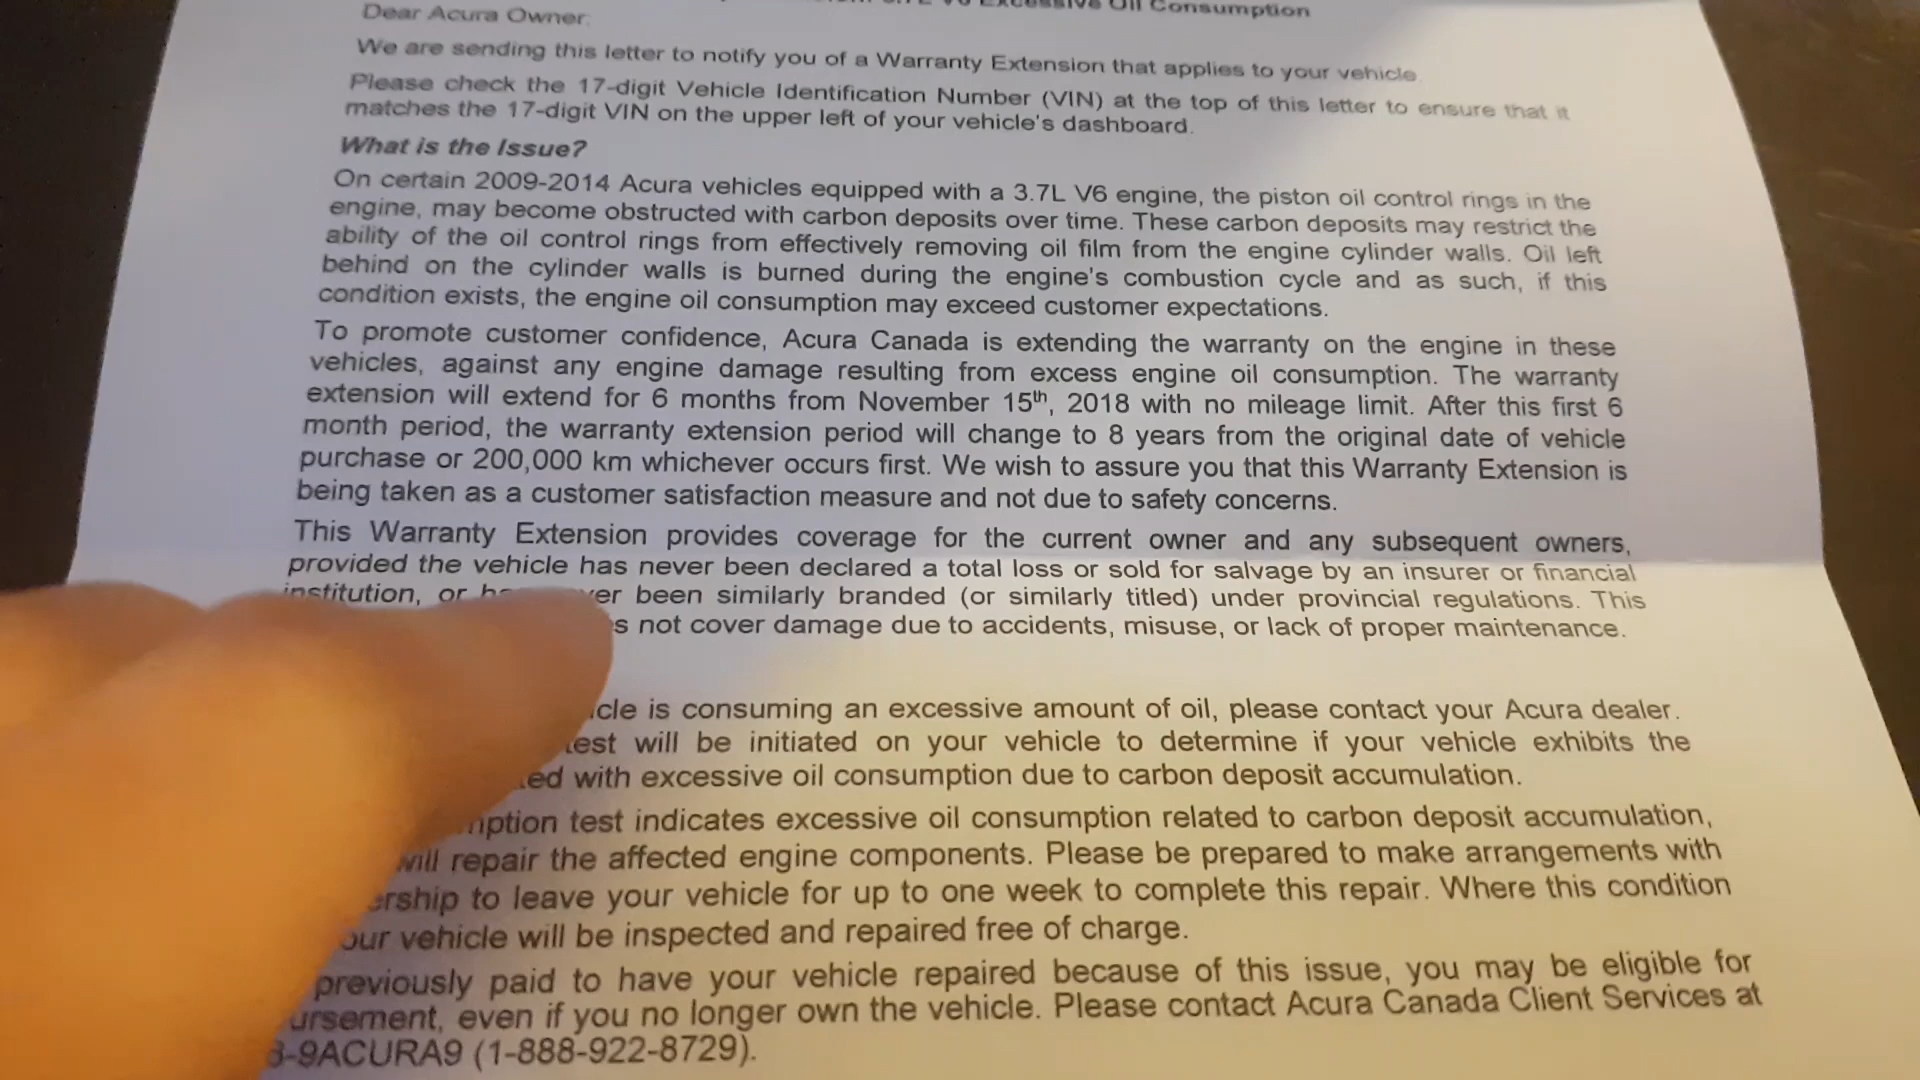 Oil Consumption
Dear Acura Owner:
We are sending this letter to notify you of a Warranty Extension that applies to your vehicle.
Please check the 17-digit Vehicle Identification Number (VIN) at the top of this letter to ensure that it
matches the 17-digit VIN on the upper left of your vehicle's dashboard.
What is the Issue?
On certain 2009-2014 Acura vehicles equipped with a 3.7L V6 engine, the piston oil control rings in the
engine, may become obstructed with carbon deposits over time. These carbon deposits may restrict the
ability of the oil control rings from effectively removing oil film from the engine cylinder walls. Oil left
behind on the cylinder walls is burned during the engine's combustion cycle and as such, if this
condition exists, the engine oil consumption may exceed customer expectations.
To promote customer confidence, Acura Canada is extending the warranty on the engine in these
vehicles, against any engine damage resulting from excess engine oil consumption. The warranty
extension will extend for 6 months from November 15th, 2018 with no mileage limit. After this first 6
month period, the warranty extension period will change to 8 years from the original date of vehicle
purchase or 200,000 km whichever occurs first. We wish to assure you that this Warranty Extension is
being taken as a customer satisfaction measure and not due to safety concerns.
This Warranty Extension provides coverage for the current owner and any subsequent owners,
provided the vehicle has never been declared a total loss or sold for salvage by an insurer or financial
institution, or been similarly branded (or similarly titled) under provincial regulations. This
not cover damage due to accidents, misuse, or lack of proper maintenance.
is consuming an excessive amount of oil, please contact your Acura dealer.
test will be initiated on your vehicle to determine if your vehicle exhibits the
with excessive oil consumption due to carbon deposit accumulation.
test indicates excessive oil consumption related to carbon deposit accumulation,
will repair the affected engine components. Please be prepared to make arrangements with
to leave your vehicle for up to one week to complete this repair. Where this condition
our vehicle will be inspected and repaired free of charge.
previously paid to have your vehicle repaired because of this issue, you may be eligible for
even if you no longer own the vehicle. Please contact Acura Canada Client Services at
-9ACURA9 (1-888-922-8729).